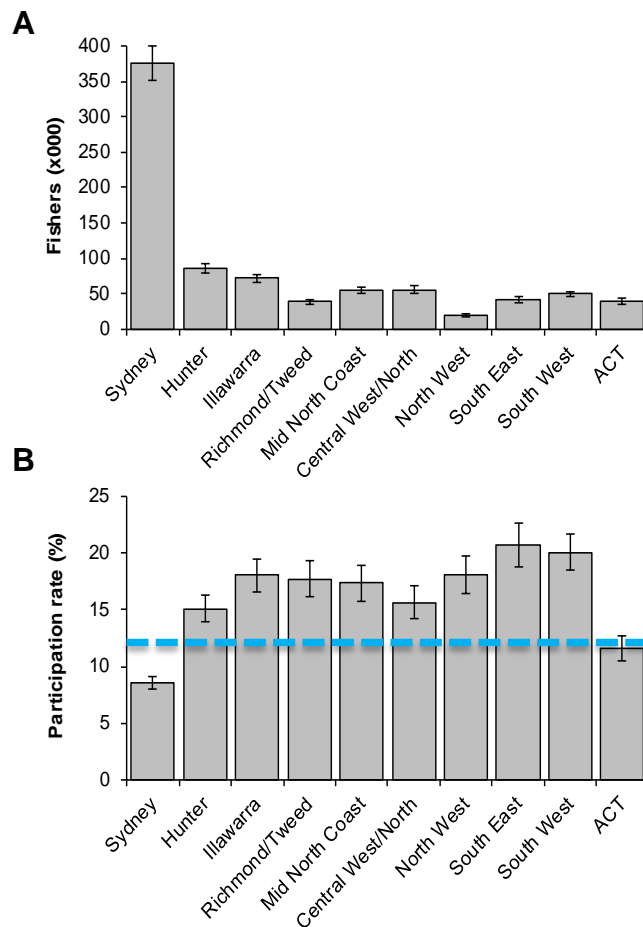 A
Fishers (x000)
400
350
300
250
200
150
100
50
0
Sydney
Hunter
Illawarra
Richmond/Tweed
Mid North Coast
Central West/North
North West
South East
South West
ACT
B
Participation rate (%)
25
20
15
10
5
0
Sydney
Hunter
Illawarra
Richmond/Tweed
Mid North Coast
Central West/North
North West
South East
South West
ACT